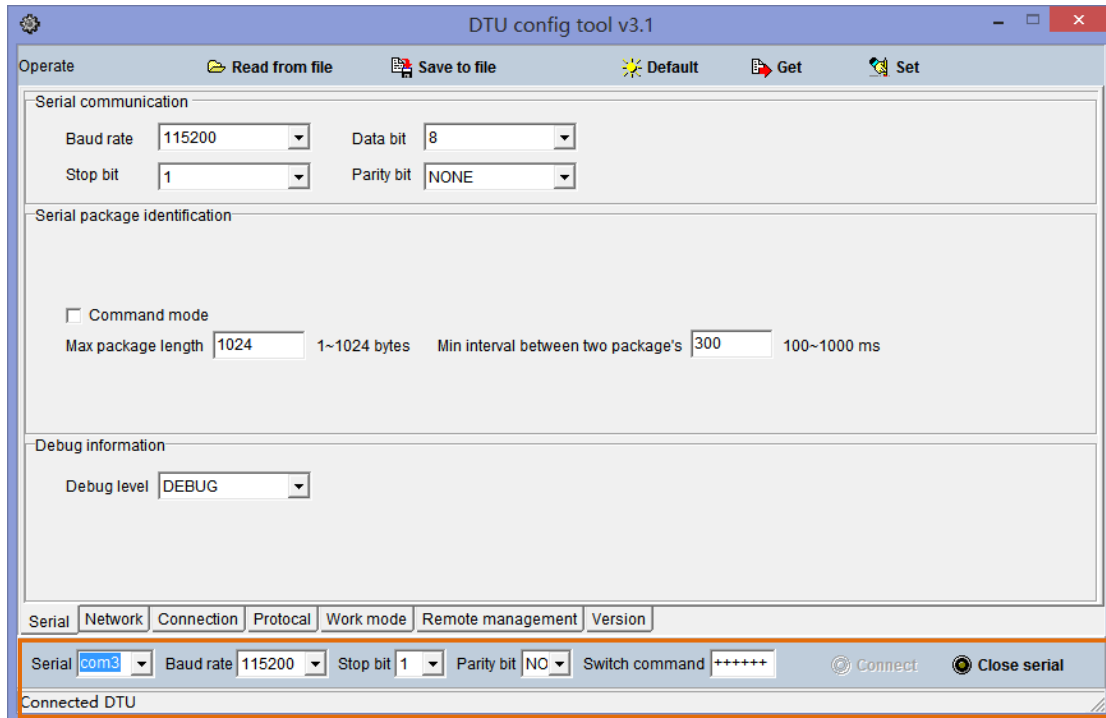 DTU config tool v3.1
Operate Read from file Save to file Default Get Set
Serial communication
Baud rate 115200 Data bit 8
Stop bit 1 Parity bit NONE
Serial package identification
Command mode
Max package length 1024 1~1024 bytes Min interval between two package's 300 100~1000 ms
Debug information
Debug level DEBUG
Serial Network Connection Protocal Work mode Remote management Version
Serial com3 Baud rate 115200 Stop bit 1 Parity bit NO Switch command ++++++ Connect Close serial
Connected DTU